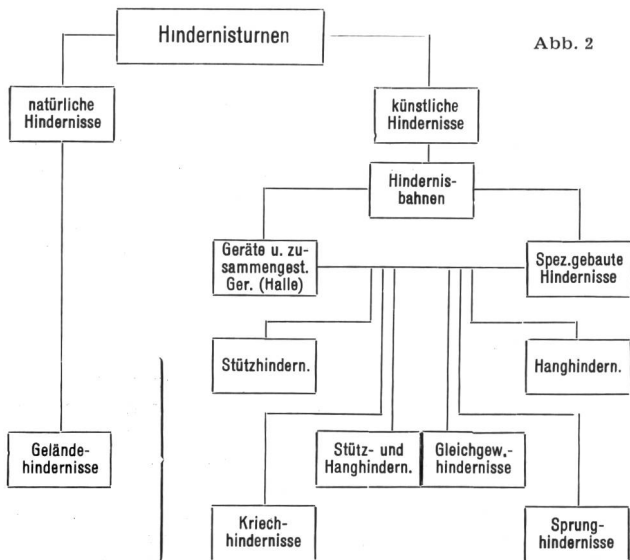 Hindernisturnen
Abb. 2
natürliche
Hindernisse
künstliche
Hindernisse
Hindernis-
bahnen
Geräte u. zu-
sammengest.
Ger. (Halle)
Spez.gebaute
Hindernisse
Stützhindern.
Hanghindern.
Gelände-
hindernisse
Stütz- und
Hanghindern.
Gleichgew.-
hindernisse
Kriech-
hindernisse
Sprung-
hindernisse